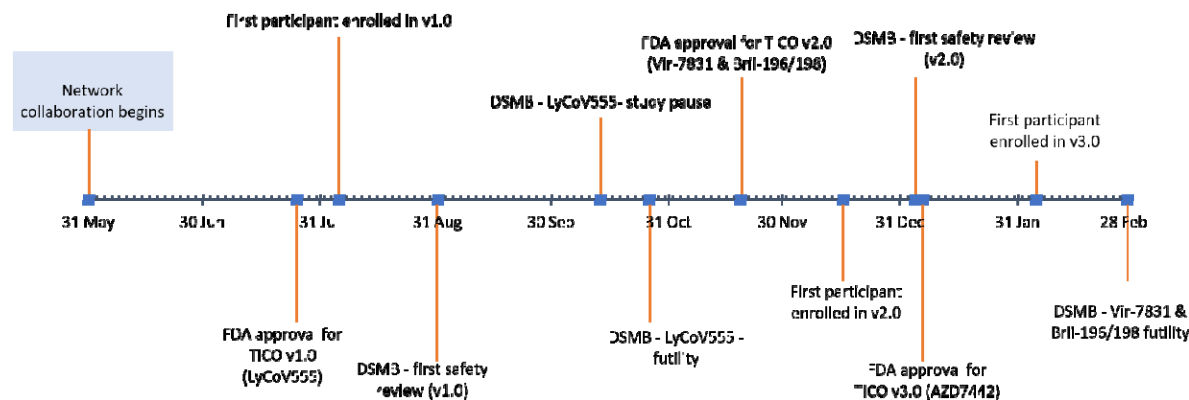 First participant enrolled in v1.0
FDA approval for TICO v2.0
(Vir-7831 & Bril-196/198)
DSMB - first safety review
(v2.0)
Network
collaboration begins
DSMB - LyCoV555- study pause
First participant
enrolled in v3.0
31 May
30 Jun
31 Jul
31 Aug
30 Sep
31 Oct
30 Nov
31 Dec
31 Jan
28 Feb
FDA approval for
TICO v1.0
(LyCoV555)
DSMB - first safety
review (v1.0)
DSMB - LyCoV555 -
futility
First participant
enrolled in v2.0
FDA approval for
TICO v3.0 (AZD7442)
DSMB - Vir-7831 &
Bril-196/198 futility